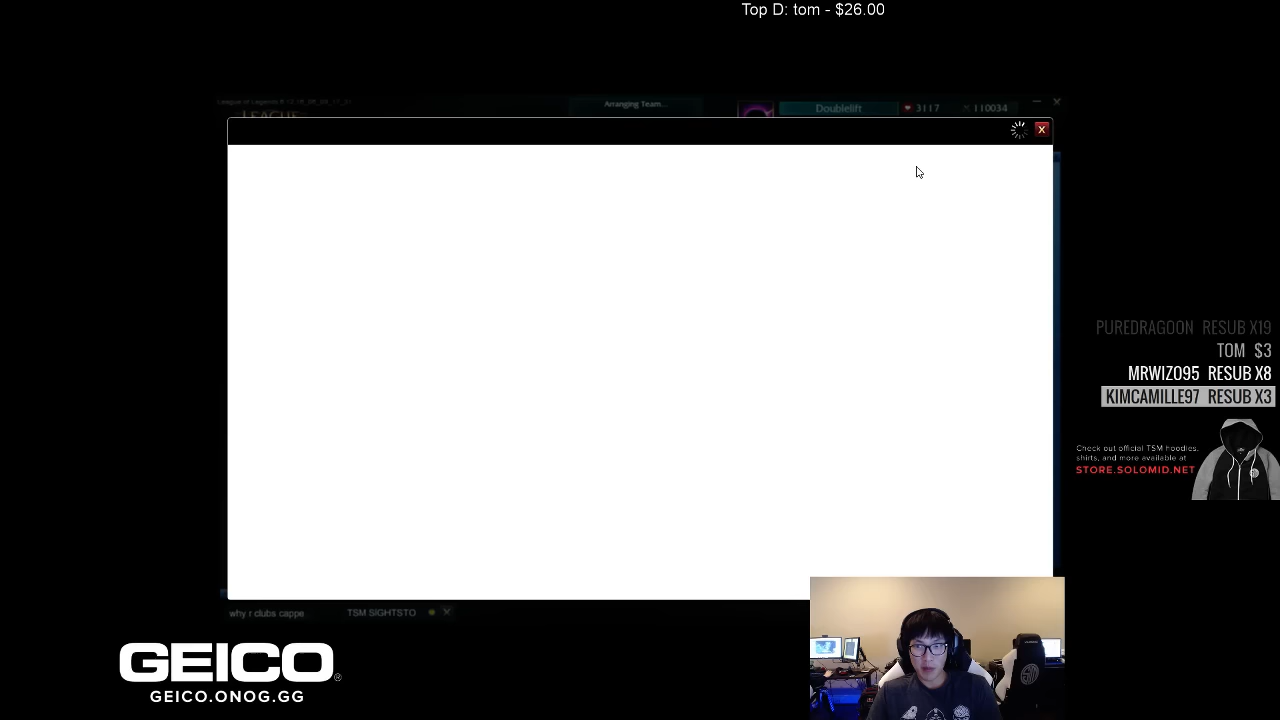 Top D: tom - $26.00
Arranging Team...
Doublelift
3117
110034
X
PUREDRAGOON RESUB X19
TOM $3
MRWIZO95 RESUB X8
KIMCAMILLE97 RESUB X3
Check out official TSM hoodies,
shirts, and more available at
STORE.SOLOMID.NET
why r clubs cappe
TSM SIGHTSTO
GEICO
GEICO.ONOG.GG